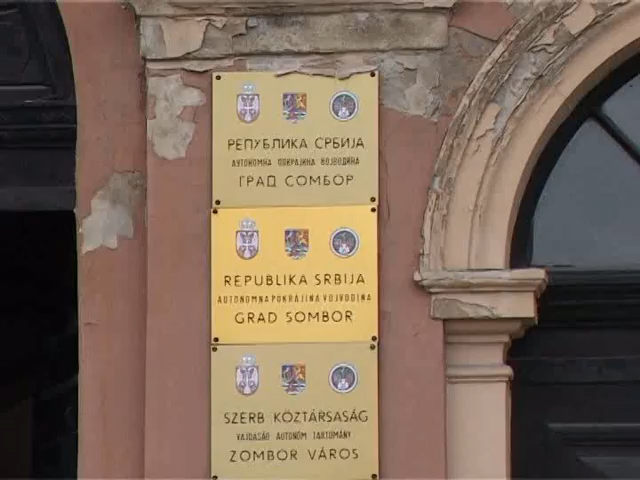 РЕПУБЛИКА СРБИЈА
АУТОНОМНА ПОКРАЈИНА ВОЈВОДИНА
ГРАД СОМБОР
REPUBLIKA SRBIJA
AUTONOMNA POKRAJINA VOJVODINA
GRAD SOMBOR
SZERB KÖZTÁRSASÁG
VAJDASÁG AUTONÓM TARTOMÁNY
ZOMBOR VÁROS